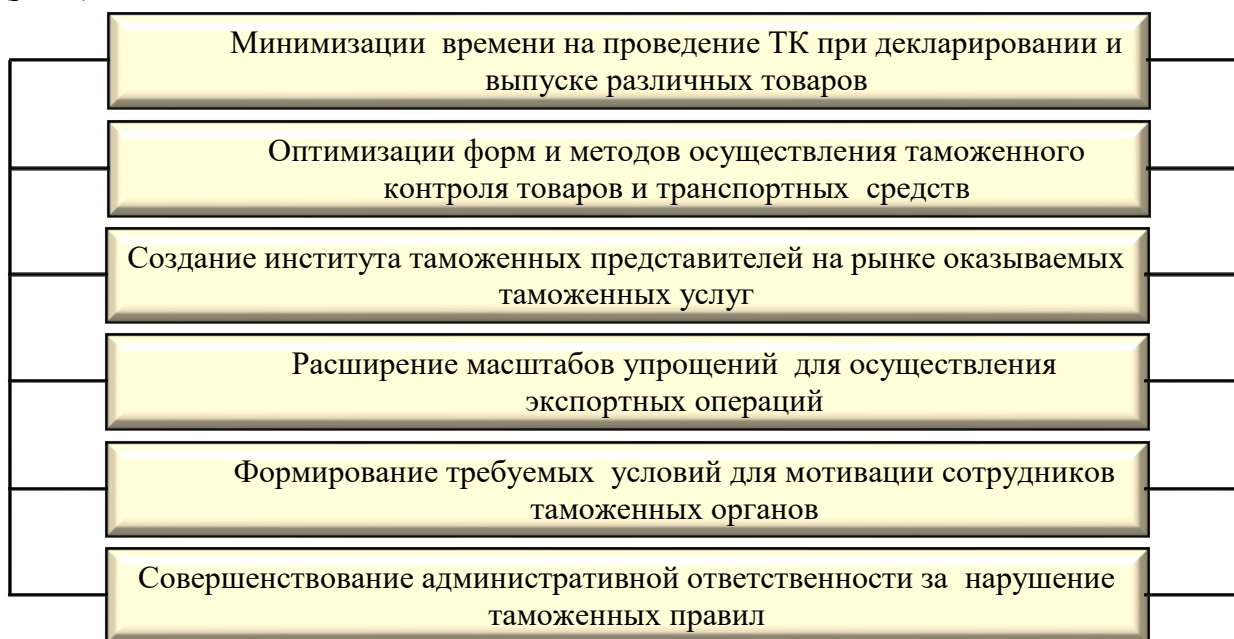 Минимизации времени на проведение ТК при декларировании и
выпуске различных товаров
Оптимизации форм и методов осуществления таможенного
контроля товаров и транспортных средств
Создание института таможенных представителей на рынке оказываемых
таможенных услуг
Расширение масштабов упрощений для осуществления
экспортных операций
Формирование требуемых условий для мотивации сотрудников
таможенных органов
Совершенствование административной ответственности за нарушение
таможенных правил